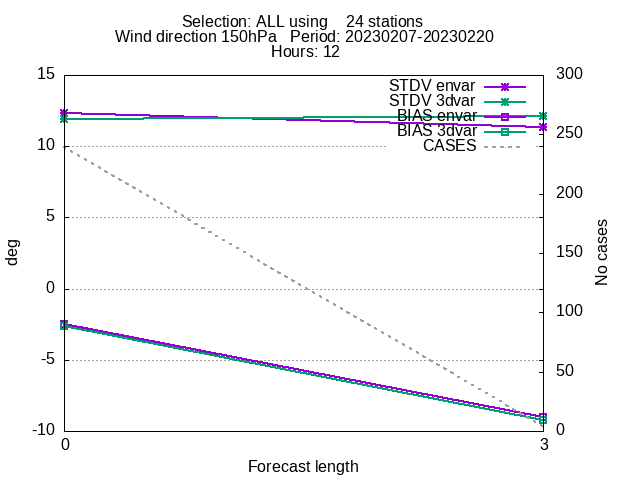 Selection: ALL using    24 stations
Wind direction 150hPa   Period: 20230207-20230220
Hours: 12
STDV envar
STDV 3dvar
BIAS envar
BIAS 3dvar
CASES
15
10
5
0
-5
-10
deg
300
250
200
150
100
50
0
No cases
0
3
Forecast length